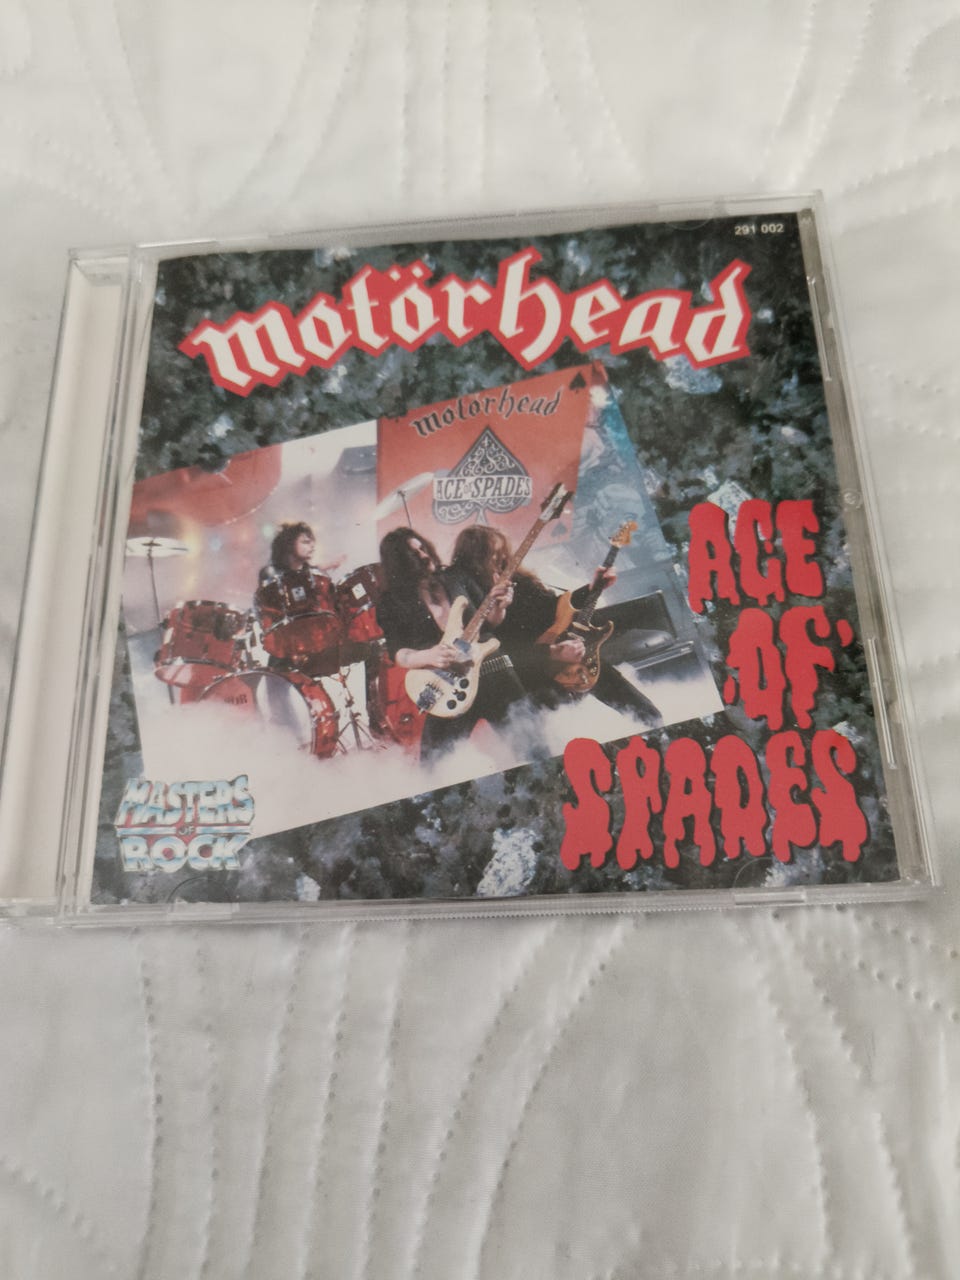 291 002
motörhead
motörhead
ACE OF SPADES
ACE
OF
SPADES
MASTERS
OF
ROCK